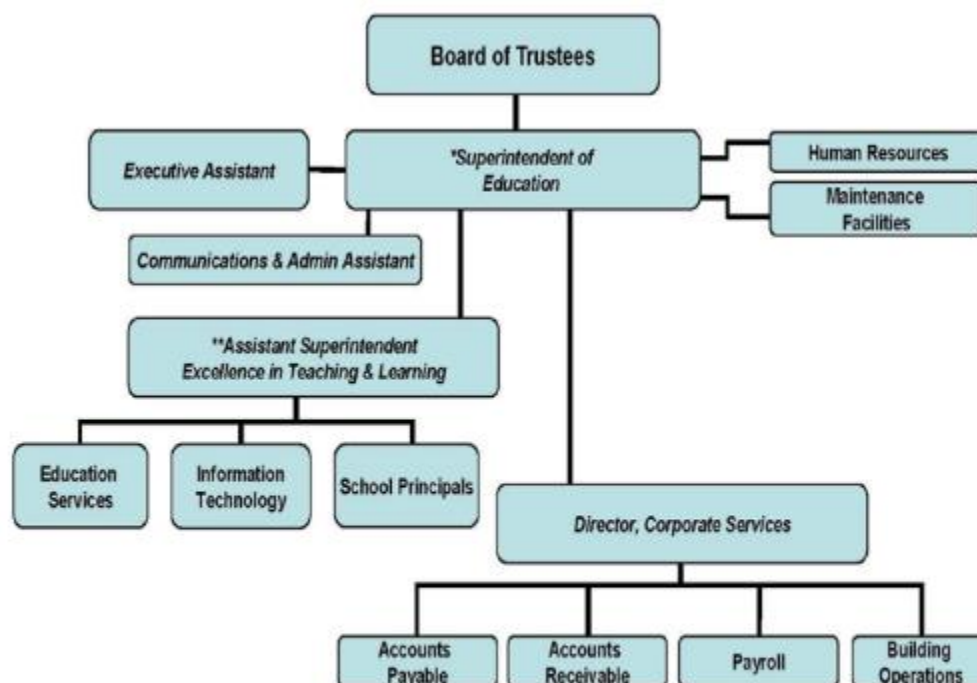 Board of Trustees
Executive Assistant
*Superintendent of
Education
Human Resources
Maintenance
Facilities
Communications & Admin Assistant
**Assistant Superintendent
Excellence in Teaching & Learning
Education
Services
Information
Technology
School Principals
Director, Corporate Services
Accounts
Payable
Accounts
Receivable
Payroll
Building
Operations